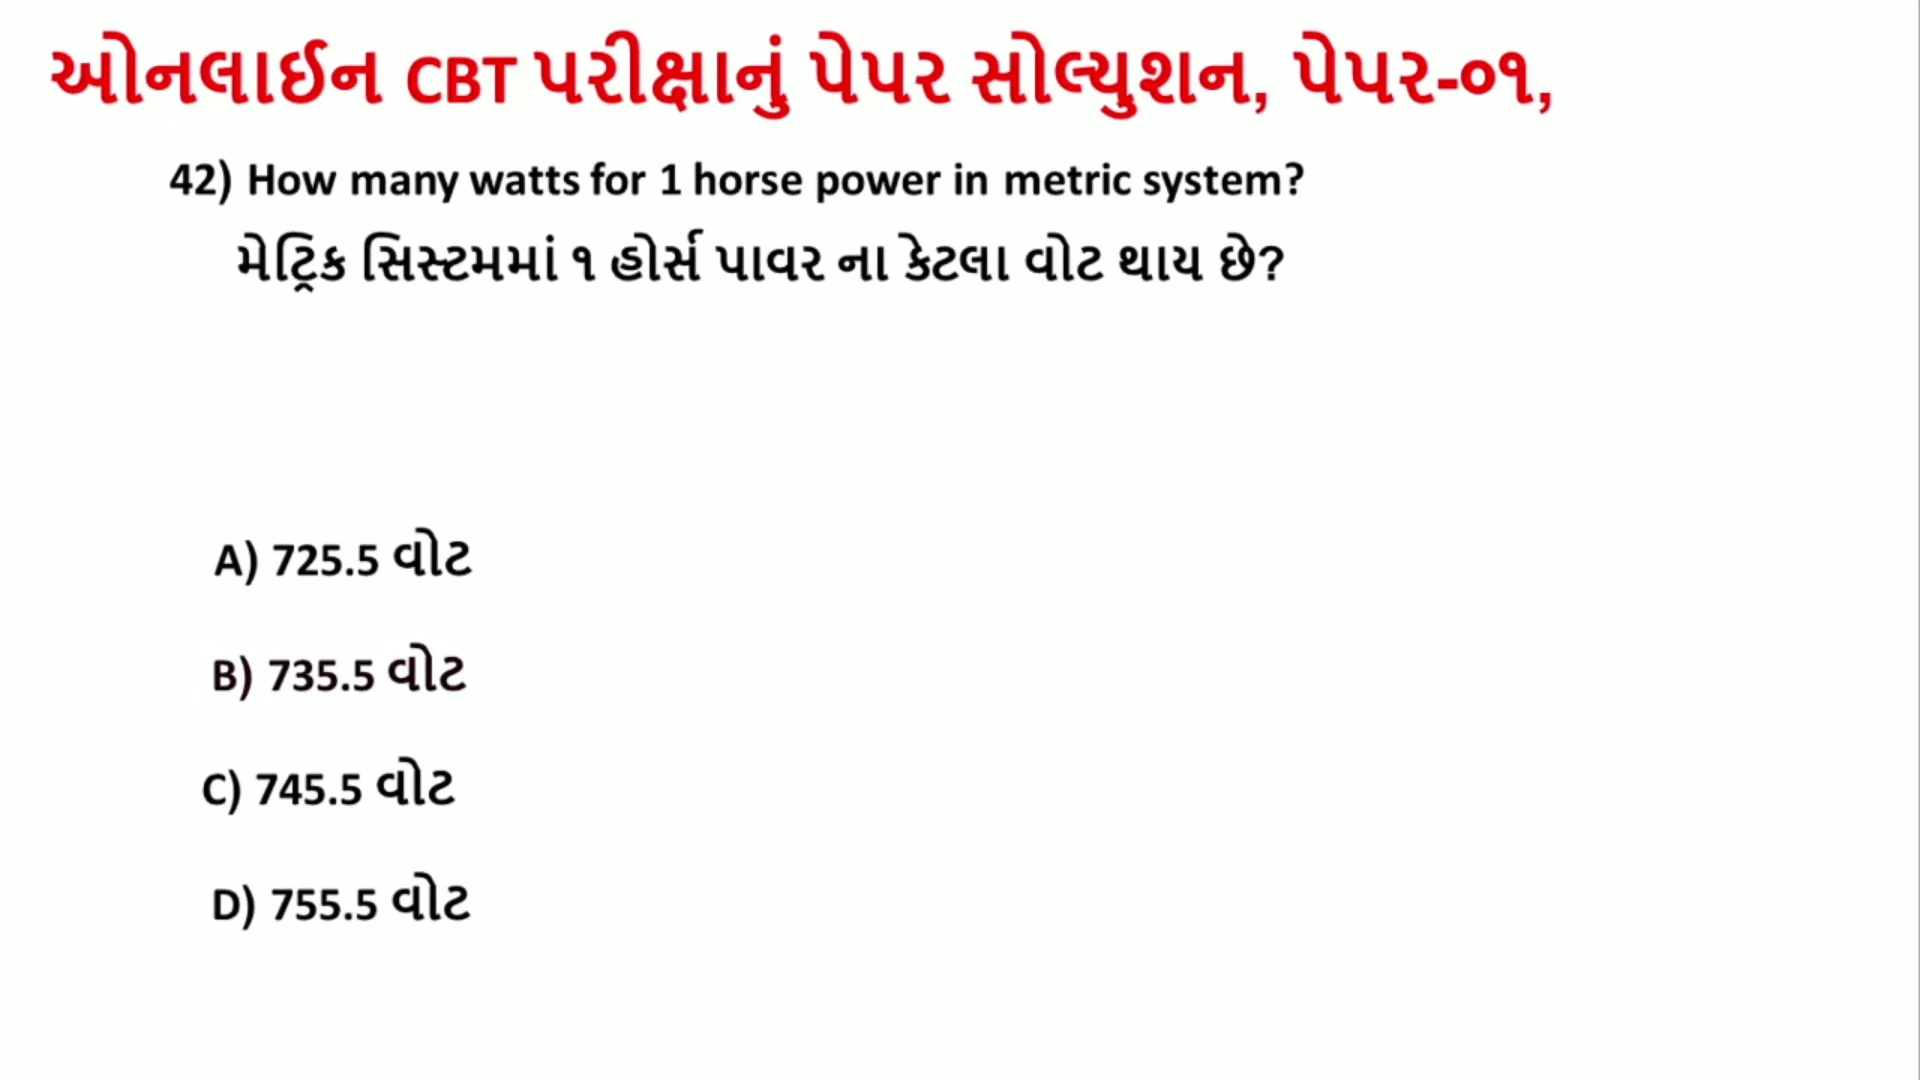 ઓનલાઈન CBT પરીક્ષાનું પેપર સોલ્યુશન, પેપર-૦૧,
42) How many watts for 1 horse power in metric system?
મેટ્રિક સિસ્ટમમાં ૧ હોર્સ પાવર ના કેટલા વોટ થાય છે?
A) 725.5 વોટ
B) 735.5 વોટ
C) 745.5 વોટ
D) 755.5 વોટ